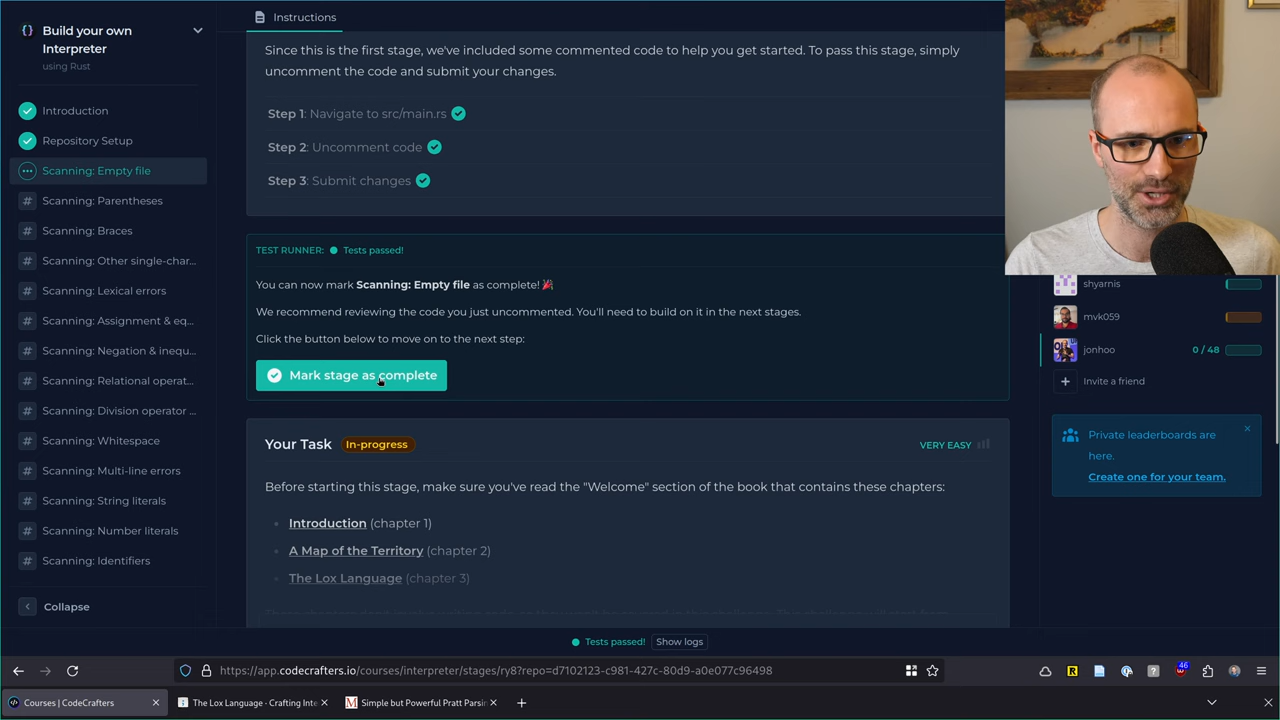 Build your own
Interpreter
using Rust
Introduction
Repository Setup
Scanning: Empty file
Scanning: Parentheses
Scanning: Braces
Scanning: Other single-char...
Scanning: Lexical errors
Scanning: Assignment & eq...
Scanning: Negation & inequ...
Scanning: Relational operat...
Scanning: Division operator ...
Scanning: Whitespace
Scanning: Multi-line errors
Scanning: String literals
Scanning: Number literals
Scanning: Identifiers
Collapse
Instructions
Since this is the first stage, we've included some commented code to help you get started. To pass this stage, simply
uncomment the code and submit your changes.
Step 1: Navigate to src/main.rs
Step 2: Uncomment code
Step 3: Submit changes
TEST RUNNER: Tests passed!
You can now mark Scanning: Empty file as complete! 🎉
We recommend reviewing the code you just uncommented. You'll need to build on it in the next stages.
Click the button below to move on to the next step:
Mark stage as complete
Your Task In-progress VERY EASY
Before starting this stage, make sure you've read the "Welcome" section of the book that contains these chapters:
Introduction (chapter 1)
A Map of the Territory (chapter 2)
The Lox Language (chapter 3)
shyarnis
mvk059
jonhoo 0 / 48
Invite a friend
Private leaderboards are
here.
Create one for your team.
Tests passed! Show logs
https://app.codecrafters.io/courses/interpreter/stages/ry8?repo=d7102123-c981-427c-80d9-a0e077c96498
46
Courses | CodeCrafters
The Lox Language · Crafting Inte
Simple but Powerful Pratt Parsin